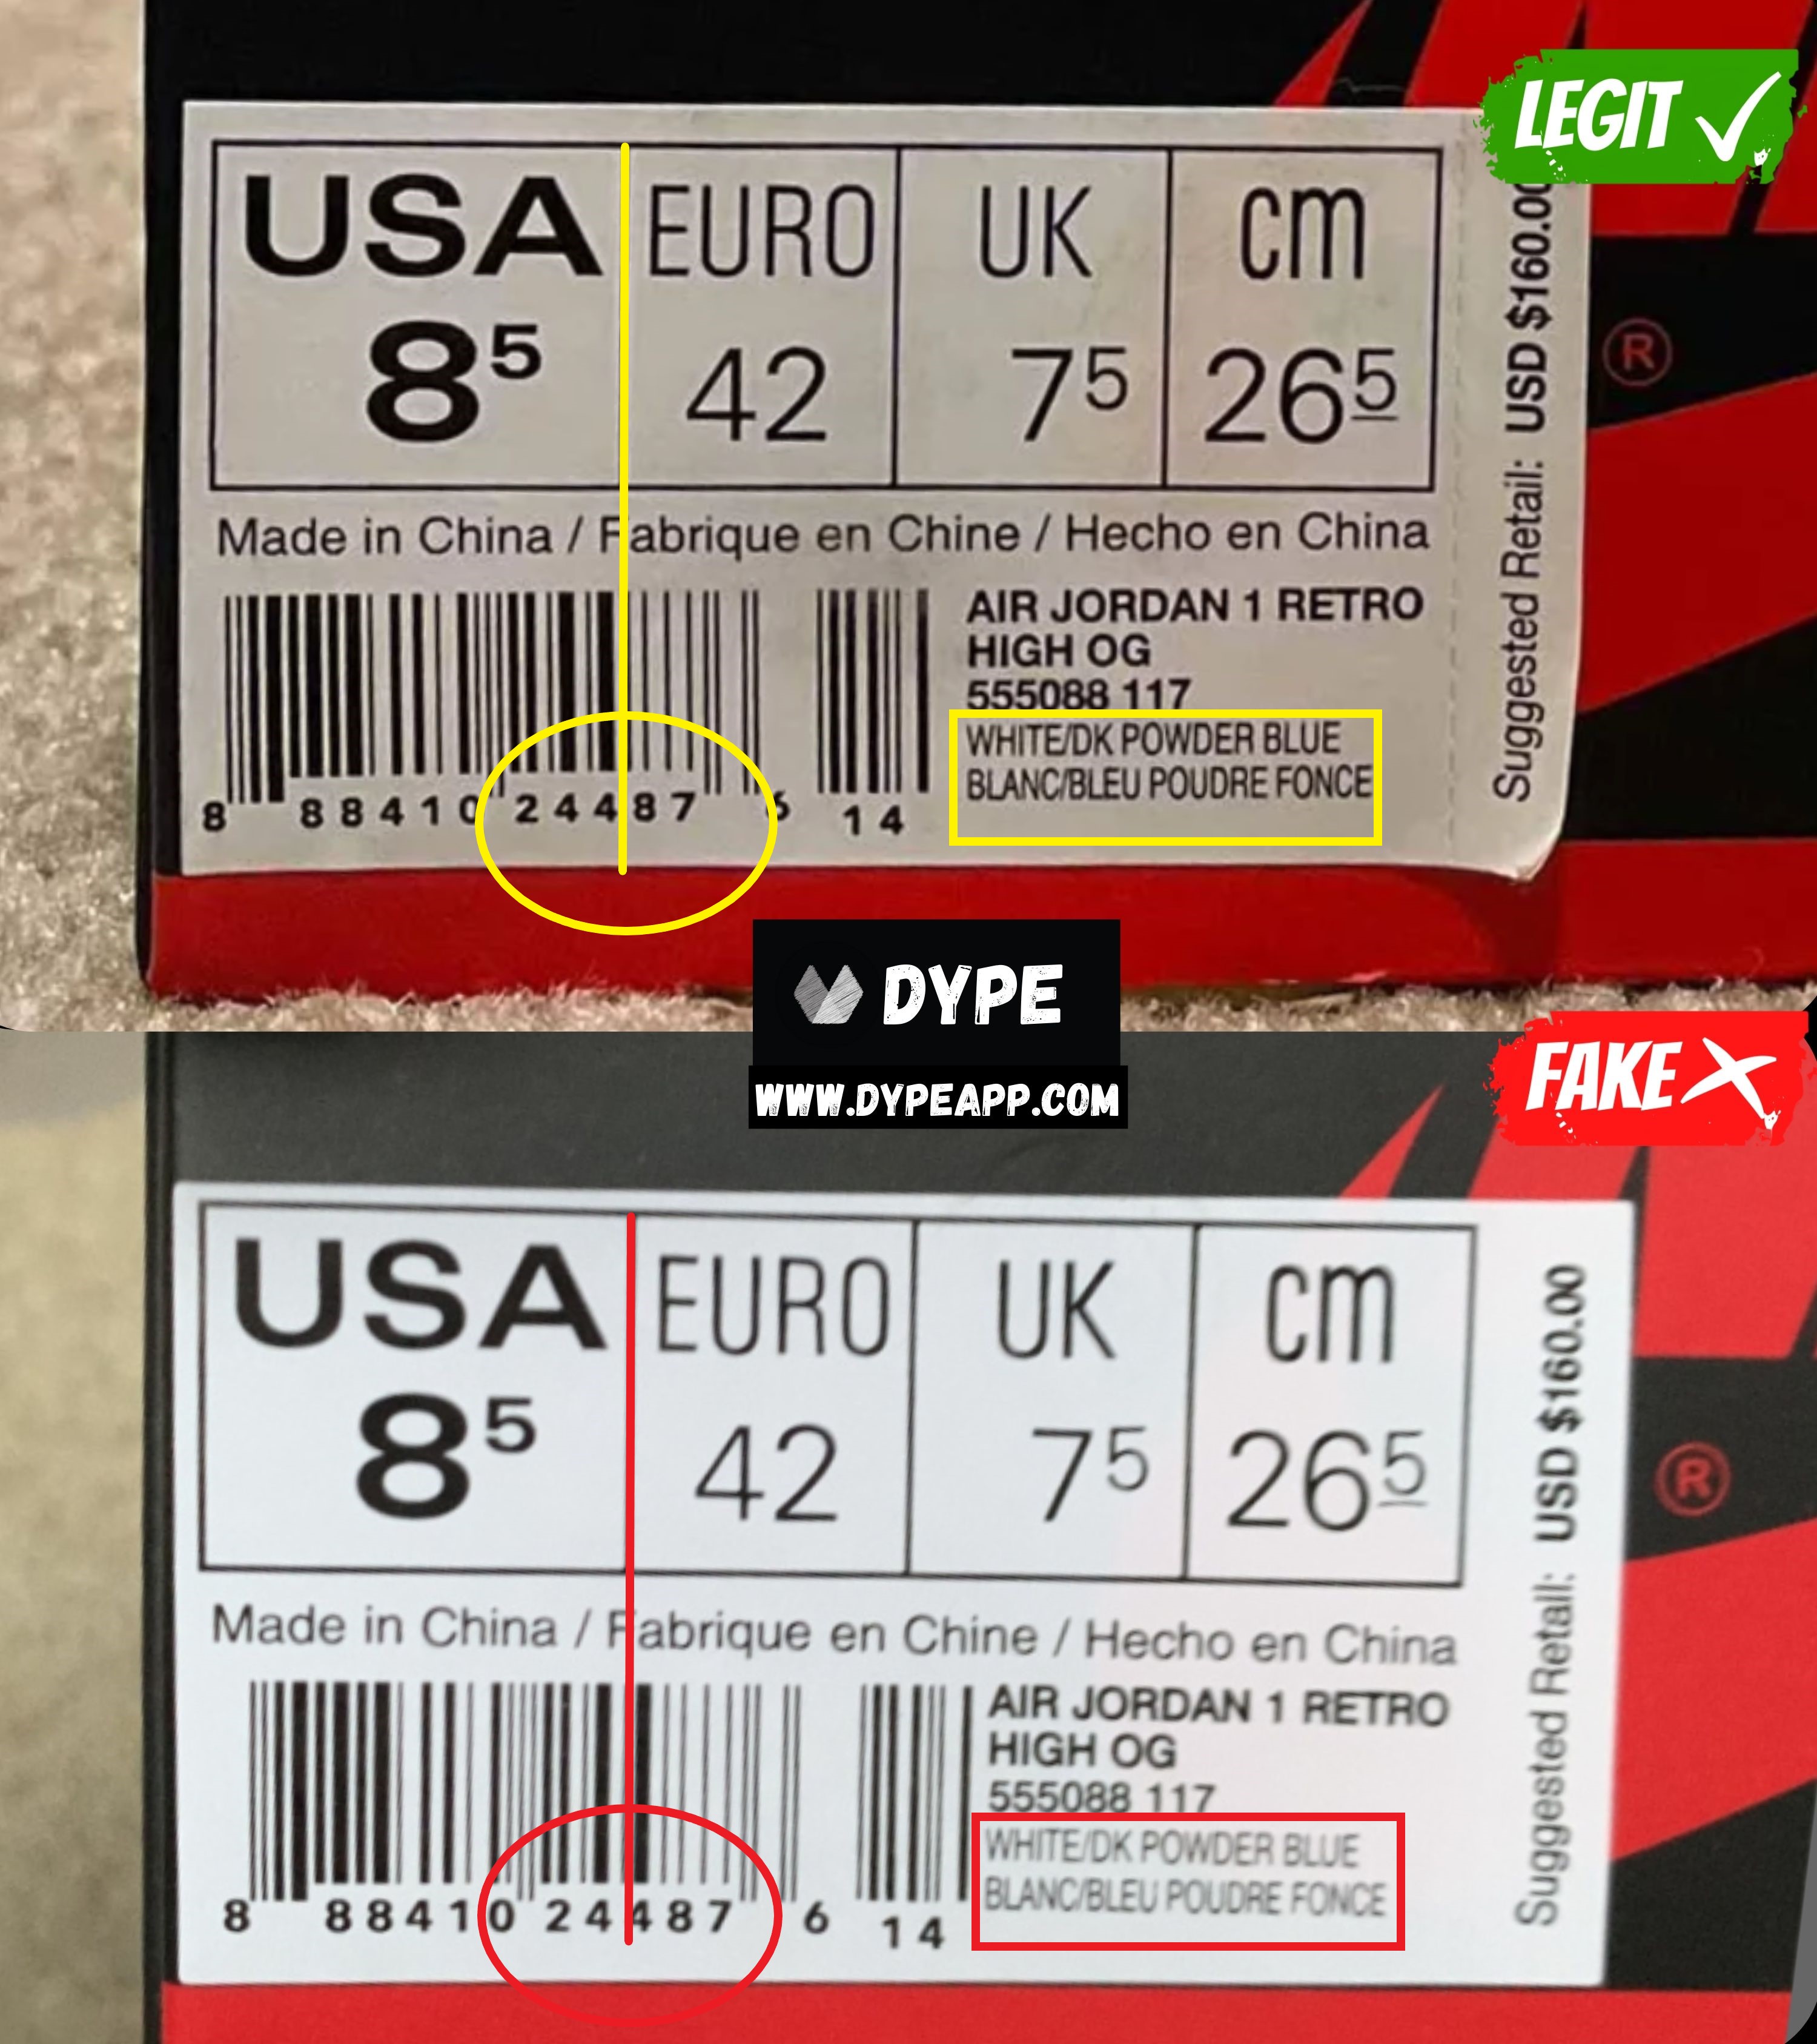 LEGIT
USA EURO UK cm
8⁵ 42 7⁵ 26⁵
Made in China / Fabrique en Chine / Hecho en China
AIR JORDAN 1 RETRO
HIGH OG
555088 117
WHITE/DK POWDER BLUE
BLANC/BLEU POUDRE FONCE
8 88410 24487 6 14
Suggested Retail: USD $160.00
®
DYPE
WWW.DYPEAPP.COM
FAKE
USA EURO UK cm
8⁵ 42 7⁵ 26⁵
Made in China / Fabrique en Chine / Hecho en China
AIR JORDAN 1 RETRO
HIGH OG
555088 117
WHITE/DK POWDER BLUE
BLANC/BLEU POUDRE FONCE
8 88410 24487 6 14
Suggested Retail: USD $160.00
®